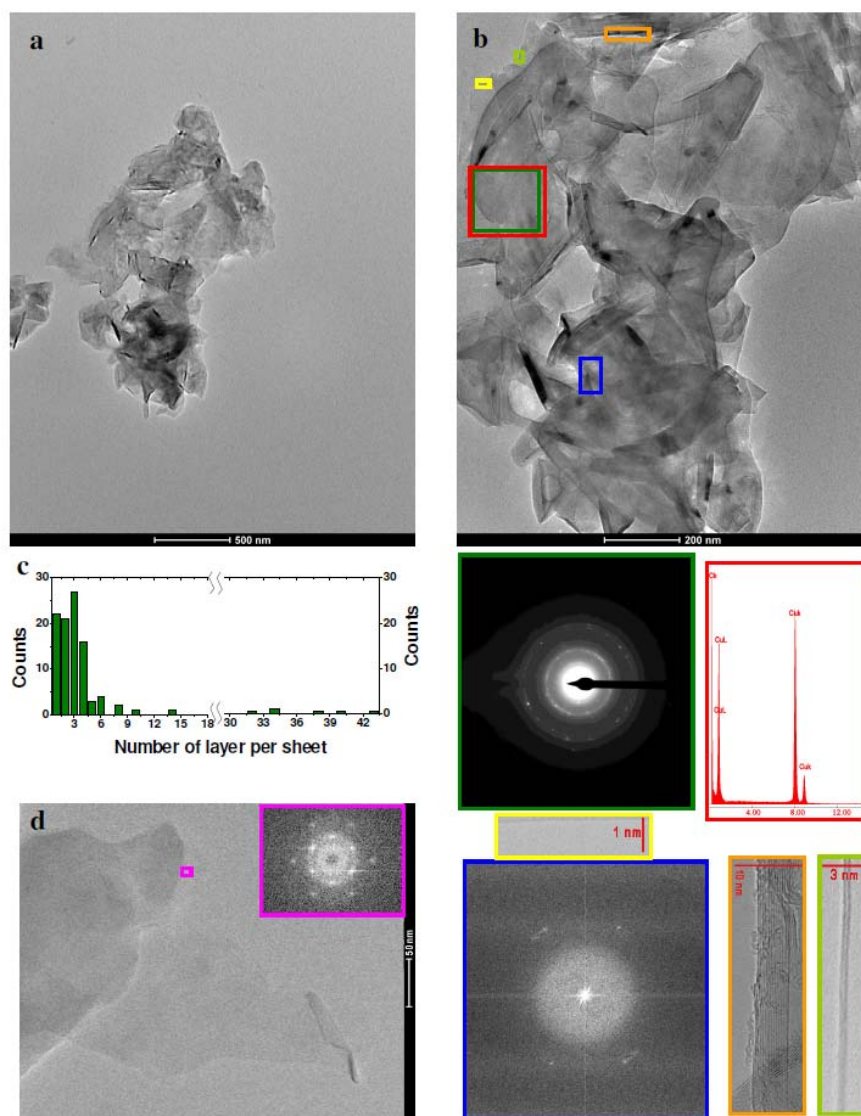 a
b
500 nm
200 nm
c
30
20
10
0
Counts
3 6 9 12 15 18 30 33 36 39 42
30
20
10
0
Counts
Number of layer per sheet
Ck
CuL
CuL
Cuk
Cuk
4.00 8.00 12.00
d
50 nm
1 nm
10 nm
3 nm